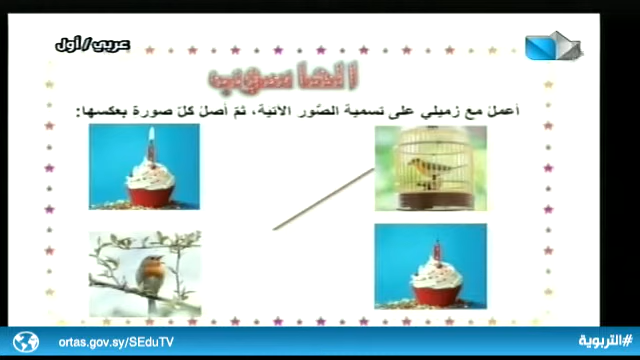 عربي/أول
الحاسوب
أعمل مع زميلي على تسمية الصّور الآتية، ثمّ أصل كلّ صورة بعكسها:
ortas.gov.sy/SEduTV
#التربوية